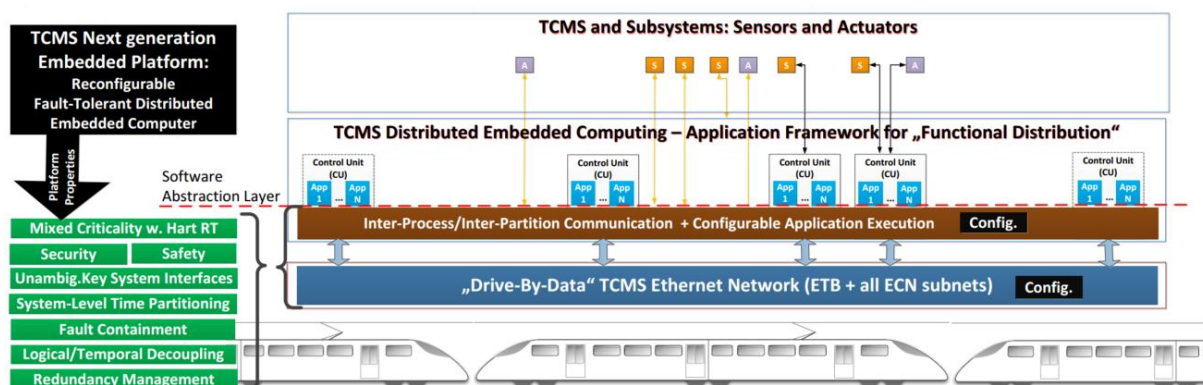 TCMS Next generation
Embedded Platform:
Reconfigurable
Fault-Tolerant Distributed
Embedded Computer
Platform
Properties
Mixed Criticality w. Hart RT
Security
Safety
Unambig.Key System Interfaces
System-Level Time Partitioning
Fault Containment
Logical/Temporal Decoupling
Redundancy Management
Software
Abstraction Layer
TCMS and Subsystems: Sensors and Actuators
A
S
S
S
A
S
S
A
TCMS Distributed Embedded Computing – Application Framework for „Functional Distribution“
Control Unit
(CU)
App
1
...
App
N
Control Unit
(CU)
App
1
...
App
N
Control Unit
(CU)
App
1
...
App
N
Control Unit
(CU)
App
1
...
App
N
Control Unit
(CU)
App
1
...
App
N
Inter-Process/Inter-Partition Communication + Configurable Application Execution
Config.
„Drive-By-Data“ TCMS Ethernet Network (ETB + all ECN subnets)
Config.